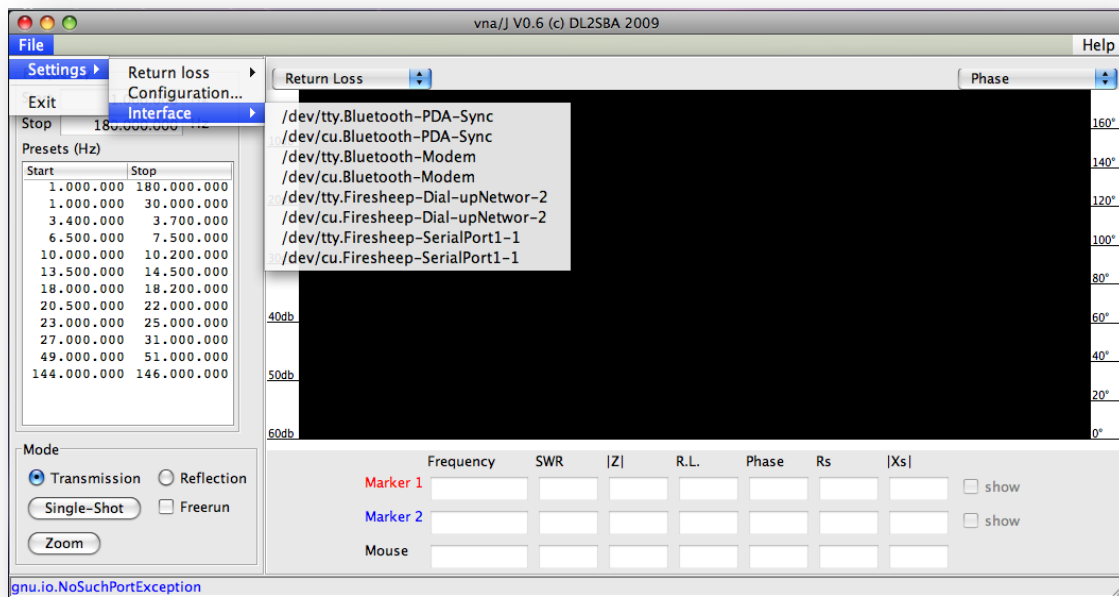 vna/J V0.6 (c) DL2SBA 2009
File Help
Settings
Exit
Return loss
Configuration...
Interface
/dev/tty.Bluetooth-PDA-Sync
/dev/cu.Bluetooth-PDA-Sync
/dev/tty.Bluetooth-Modem
/dev/cu.Bluetooth-Modem
/dev/tty.Firesheep-Dial-upNetwor-2
/dev/cu.Firesheep-Dial-upNetwor-2
/dev/tty.Firesheep-SerialPort1-1
/dev/cu.Firesheep-SerialPort1-1
Return Loss
Phase
Stop 180.000.000 Hz
Presets (Hz)
Start Stop
1.000.000 180.000.000
1.000.000 30.000.000
3.400.000 3.700.000
6.500.000 7.500.000
10.000.000 10.200.000
13.500.000 14.500.000
18.000.000 18.200.000
20.500.000 22.000.000
23.000.000 25.000.000
27.000.000 31.000.000
49.000.000 51.000.000
144.000.000 146.000.000
40db
50db
60db
160°
140°
120°
100°
80°
60°
40°
20°
0°
Mode
Transmission Reflection
Single-Shot Freerun
Zoom
Frequency SWR |Z| R.L. Phase Rs |Xs|
Marker 1 show
Marker 2 show
Mouse
gnu.io.NoSuchPortException